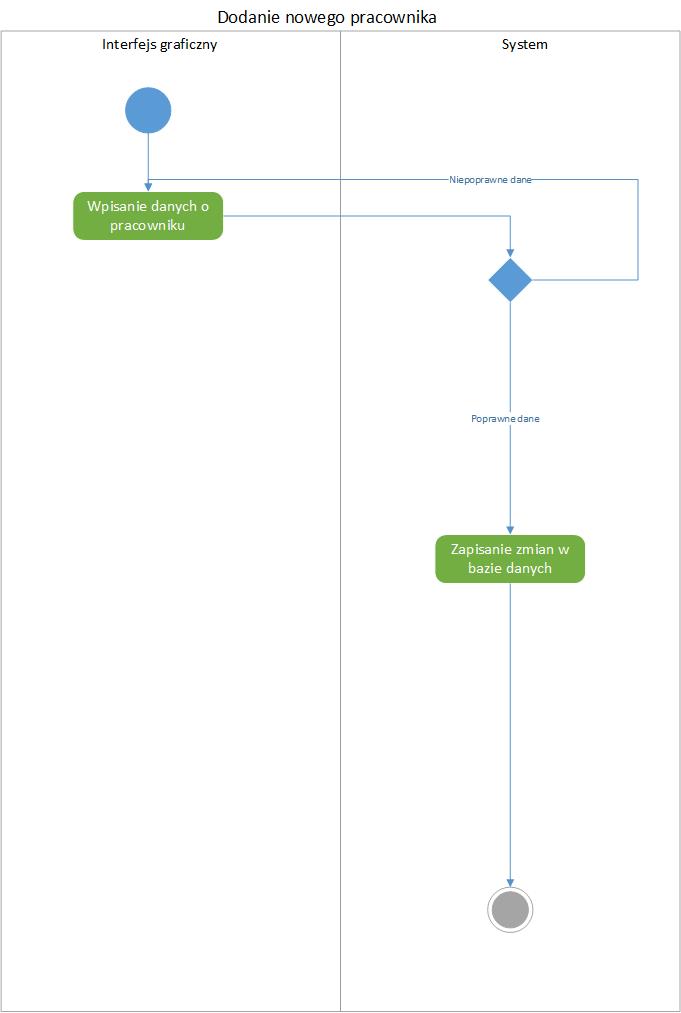 Dodanie nowego pracownika
Interfejs graficzny
System
Niepoprawne dane
Wpisanie danych o
pracowniku
Poprawne dane
Zapisanie zmian w
bazie danych